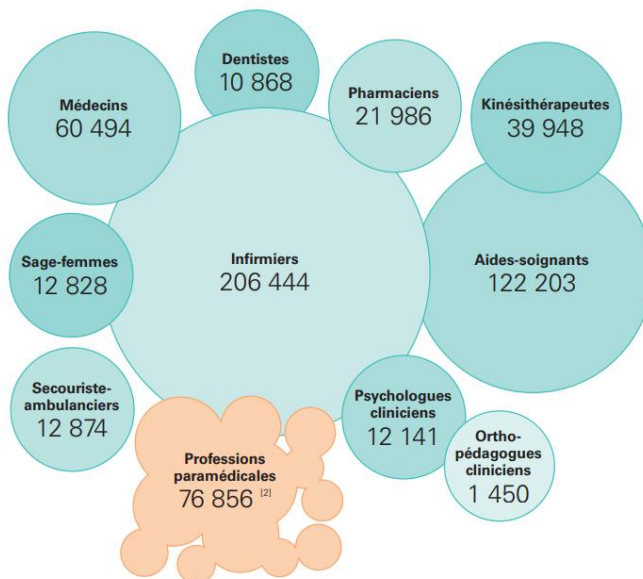 Dentistes
10 868
Médecins
60 494
Pharmaciens
21 986
Kinésithérapeutes
39 948
Sage-femmes
12 828
Infirmiers
206 444
Aides-soignants
122 203
Secouriste-
ambulanciers
12 874
Psychologues
cliniciens
12 141
Ortho-
pédagogues
cliniciens
1 450
Professions
paramédicales
76 856 [2]